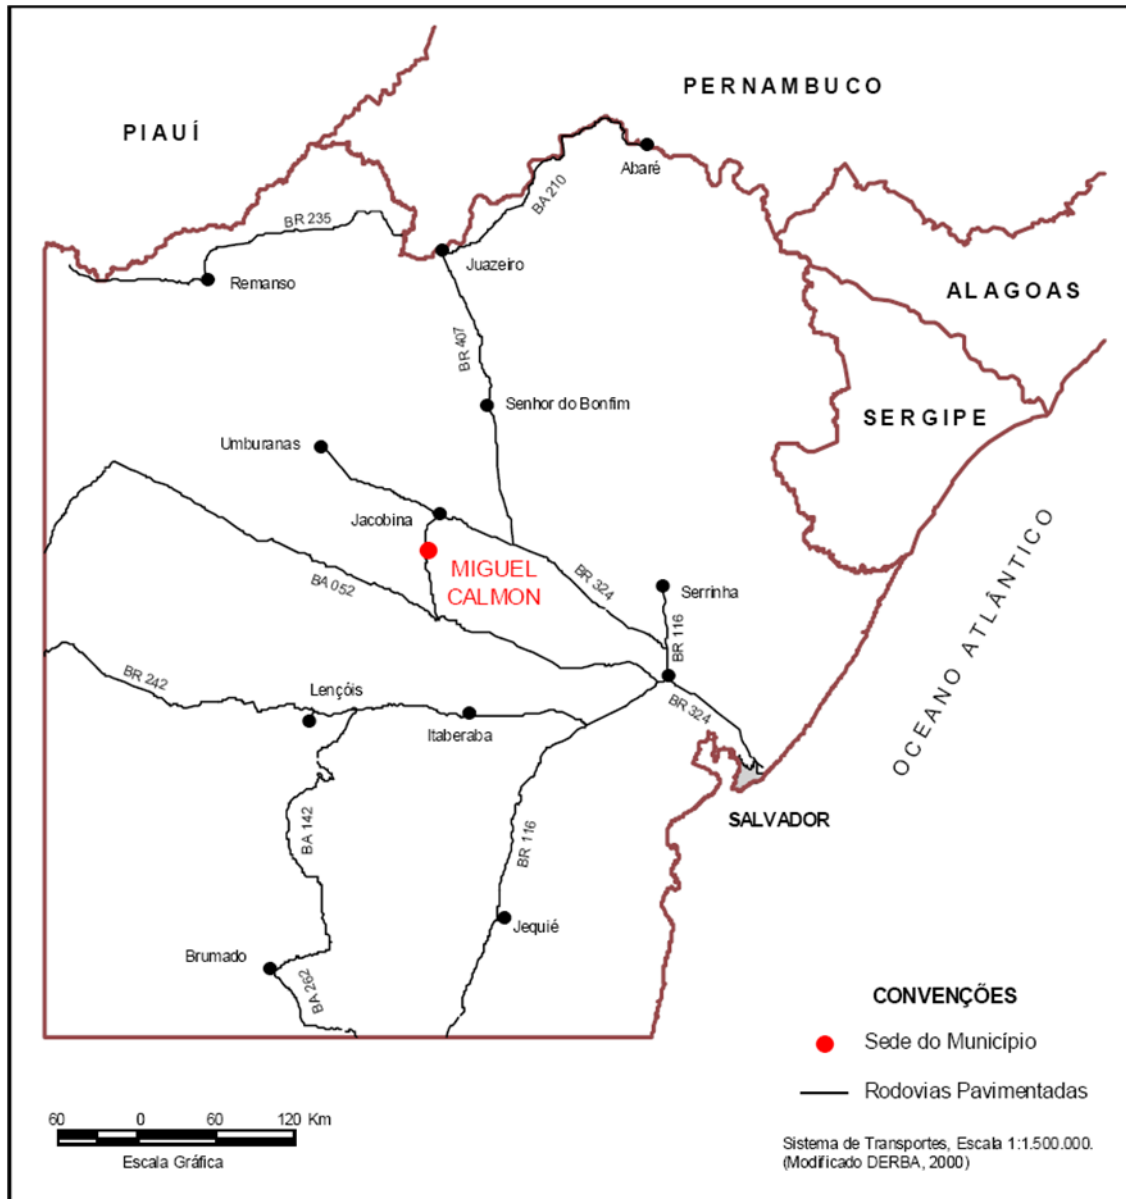 PERNAMBUCO
PIAUÍ
Abaré
BA 210
BR 235
Juazeiro
Remanso
ALAGOAS
BR 407
Senhor do Bonfim
SERGIPE
Umburanas
Jacobina
OCEANO ATLÂNTICO
MIGUEL
CALMON
BA 052
BR 324
Serrinha
BR 116
BR 242
Lençóis
BR 324
Itaberaba
SALVADOR
BA 142
BR 116
Jequié
Brumado
BA 262
CONVENÇÕES
Sede do Município
Rodovias Pavimentadas
60 0 60 120 Km
Escala Gráfica
Sistema de Transportes, Escala 1:1.500.000.
(Modificado DERBA, 2000)